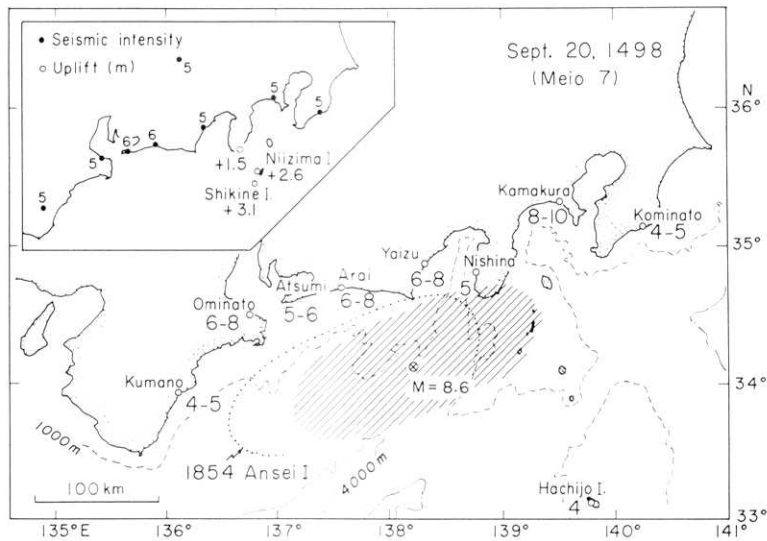 • Seismic intensity
○ Uplift (m)
5
5
5
6
6
5
5
5
+1.5
Niizima I.
+2.6
Shikine I.
+3.1
Sept. 20, 1498
(Meio 7)
N
36°
Kamakura
8-10
Kominato
4-5
35°
Yaizu
6-8
Nishina
5
Arai
6-8
Atsumi
5-6
Ominato
6-8
34°
M = 8.6
Kumano
4-5
1000m
1854 Ansei I
4000m
Hachijo I.
4
100 km
33°
135°E
136°
137°
138°
139°
140°
141°